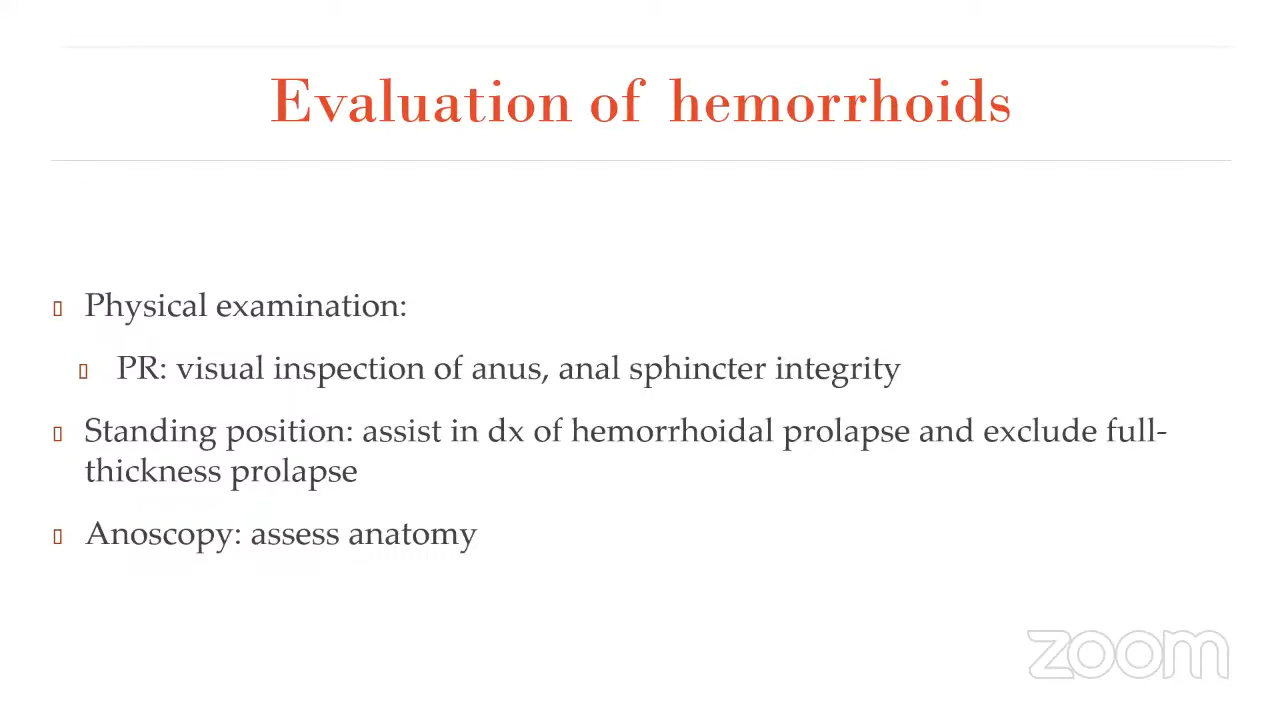 Evaluation of hemorrhoids
Physical examination:
PR: visual inspection of anus, anal sphincter integrity
Standing position: assist in dx of hemorrhoidal prolapse and exclude full-
thickness prolapse
Anoscopy: assess anatomy
zoom